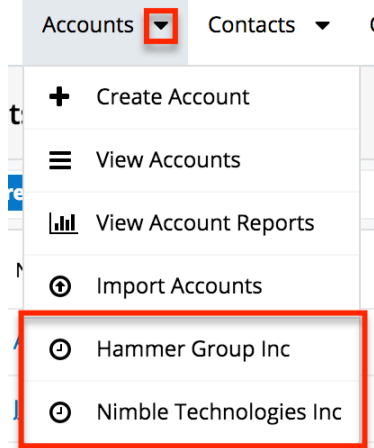 Accounts Contacts
Create Account
View Accounts
View Account Reports
Import Accounts
Hammer Group Inc
Nimble Technologies Inc